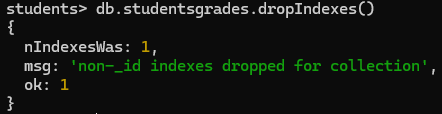 students> db.studentsgrades.dropIndexes()
{
  nIndexesWas: 1,
  msg: 'non-_id indexes dropped for collection',
  ok: 1
}